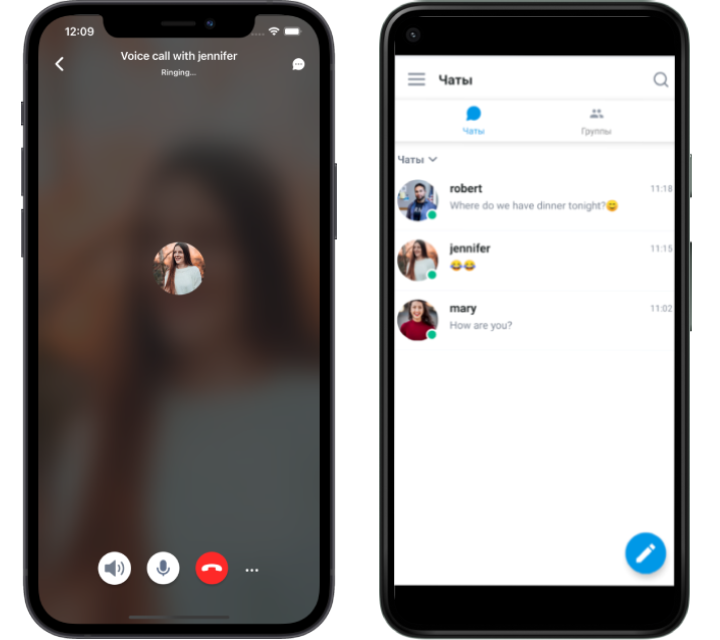 12:09
Voice call with jennifer
Ringing...
Чаты
Чаты
Группы
Чаты
robert
11:18
Where do we have dinner tonight?😋
jennifer
11:15
😂😂
mary
11:02
How are you?